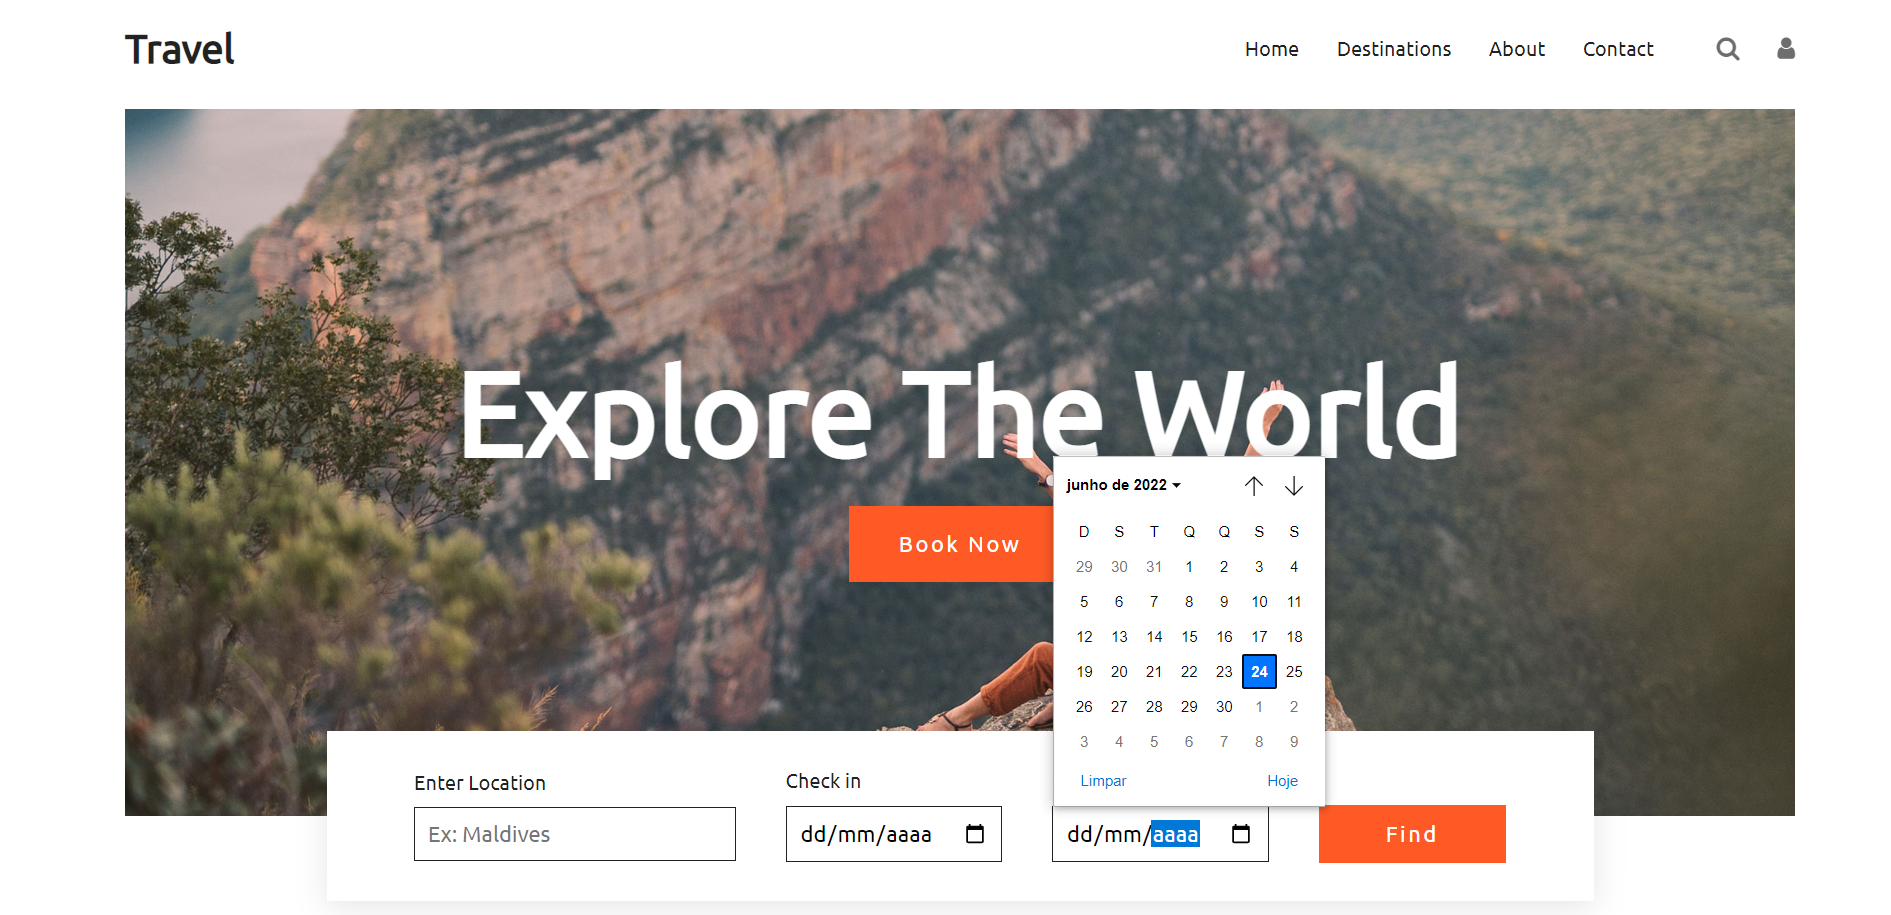 Travel
Home Destinations About Contact
Explore The World
Book Now
junho de 2022
D S T Q Q S S
29 30 31 1 2 3 4
5 6 7 8 9 10 11
12 13 14 15 16 17 18
19 20 21 22 23 24 25
26 27 28 29 30 1 2
3 4 5 6 7 8 9
Limpar Hoje
Enter Location
Ex: Maldives
Check in
dd/mm/aaaa
dd/mm/aaaa
Find